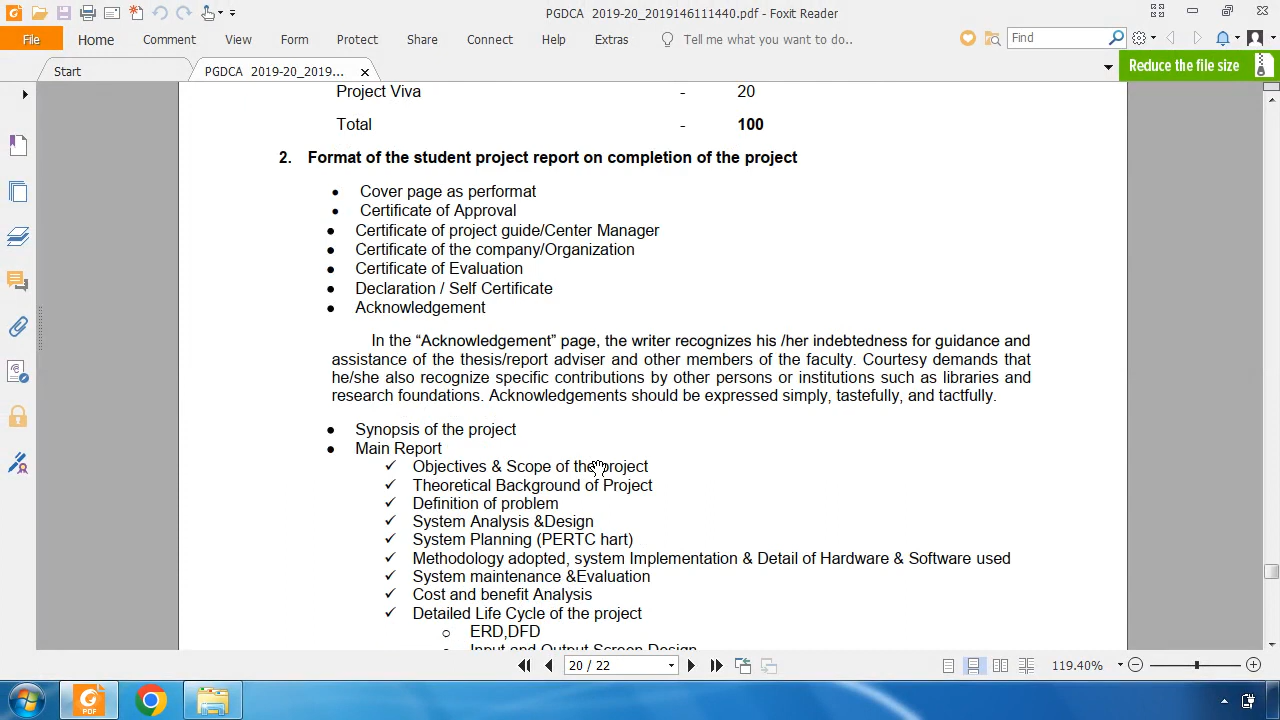 PGDCA 2019-20_2019146111440.pdf - Foxit Reader
File Home Comment View Form Protect Share Connect Help Extras Tell me what you want to do.. Find
Start PGDCA 2019-20_2019... Reduce the file size
Project Viva - 20
Total - 100
2. Format of the student project report on completion of the project
• Cover page as performat
• Certificate of Approval
• Certificate of project guide/Center Manager
• Certificate of the company/Organization
• Certificate of Evaluation
• Declaration / Self Certificate
• Acknowledgement
In the “Acknowledgement” page, the writer recognizes his /her indebtedness for guidance and
assistance of the thesis/report adviser and other members of the faculty. Courtesy demands that
he/she also recognize specific contributions by other persons or institutions such as libraries and
research foundations. Acknowledgements should be expressed simply, tastefully, and tactfully.
• Synopsis of the project
• Main Report
✓ Objectives & Scope of the project
✓ Theoretical Background of Project
✓ Definition of problem
✓ System Analysis &Design
✓ System Planning (PERTC hart)
✓ Methodology adopted, system Implementation & Detail of Hardware & Software used
✓ System maintenance &Evaluation
✓ Cost and benefit Analysis
✓ Detailed Life Cycle of the project
o ERD,DFD
o Input and Output Screen Design
20 / 22 119.40%
PDF